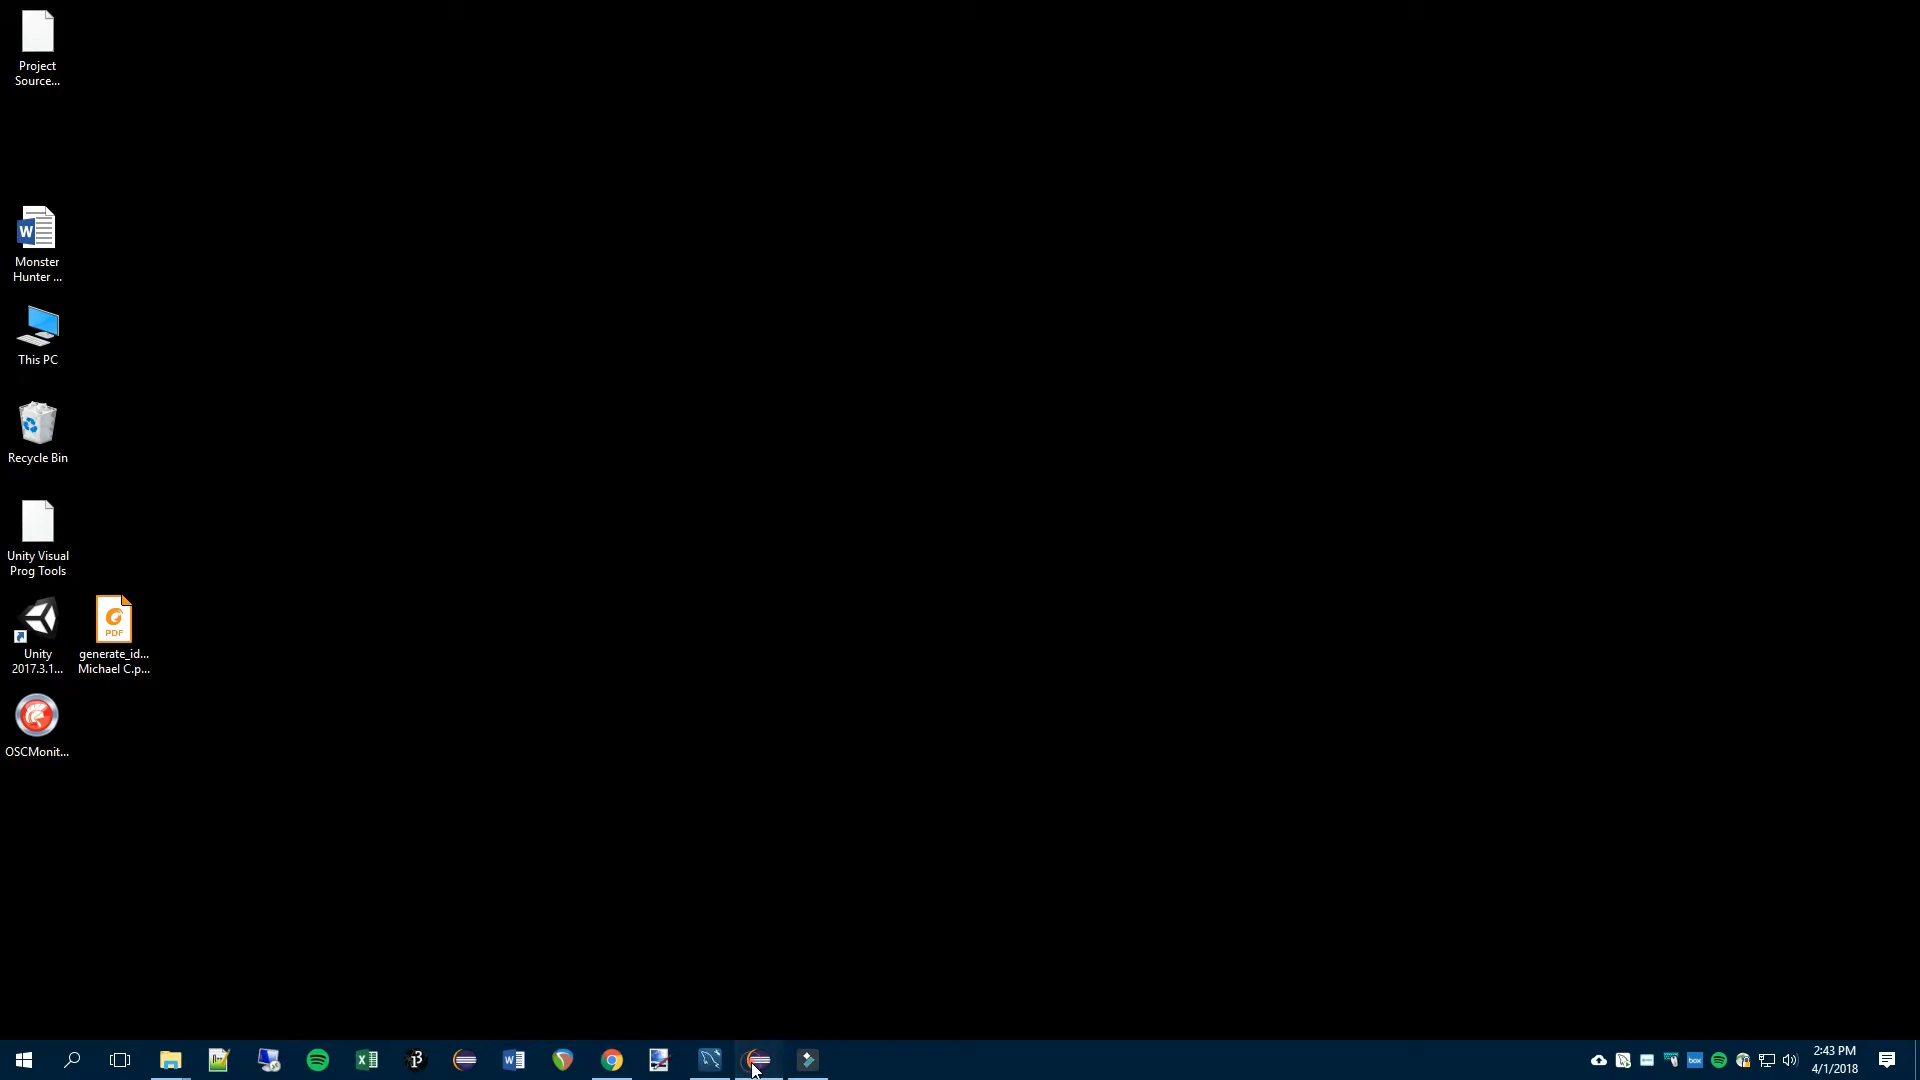 Project
Source...
Monster
Hunter ...
This PC
Recycle Bin
Unity Visual
Prog Tools
Unity
2017.3.1...
PDF
generate_id...
Michael C.p...
OSCMonit...
2:43 PM
4/1/2018